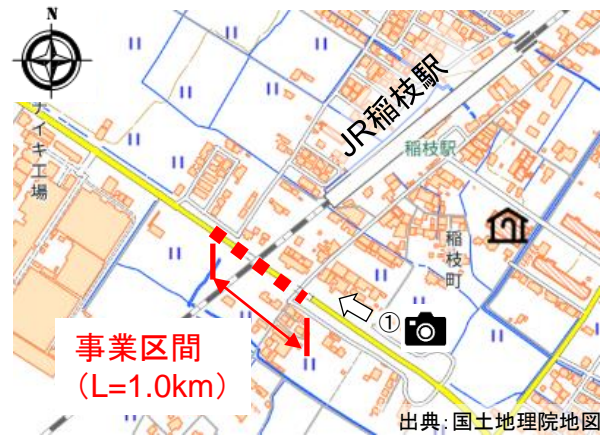 N
ナイキ工場
JR稲枝駅
稲枝駅
稲枝町
①
事業区間
（L=1.0km）
出典:国土地理院地図